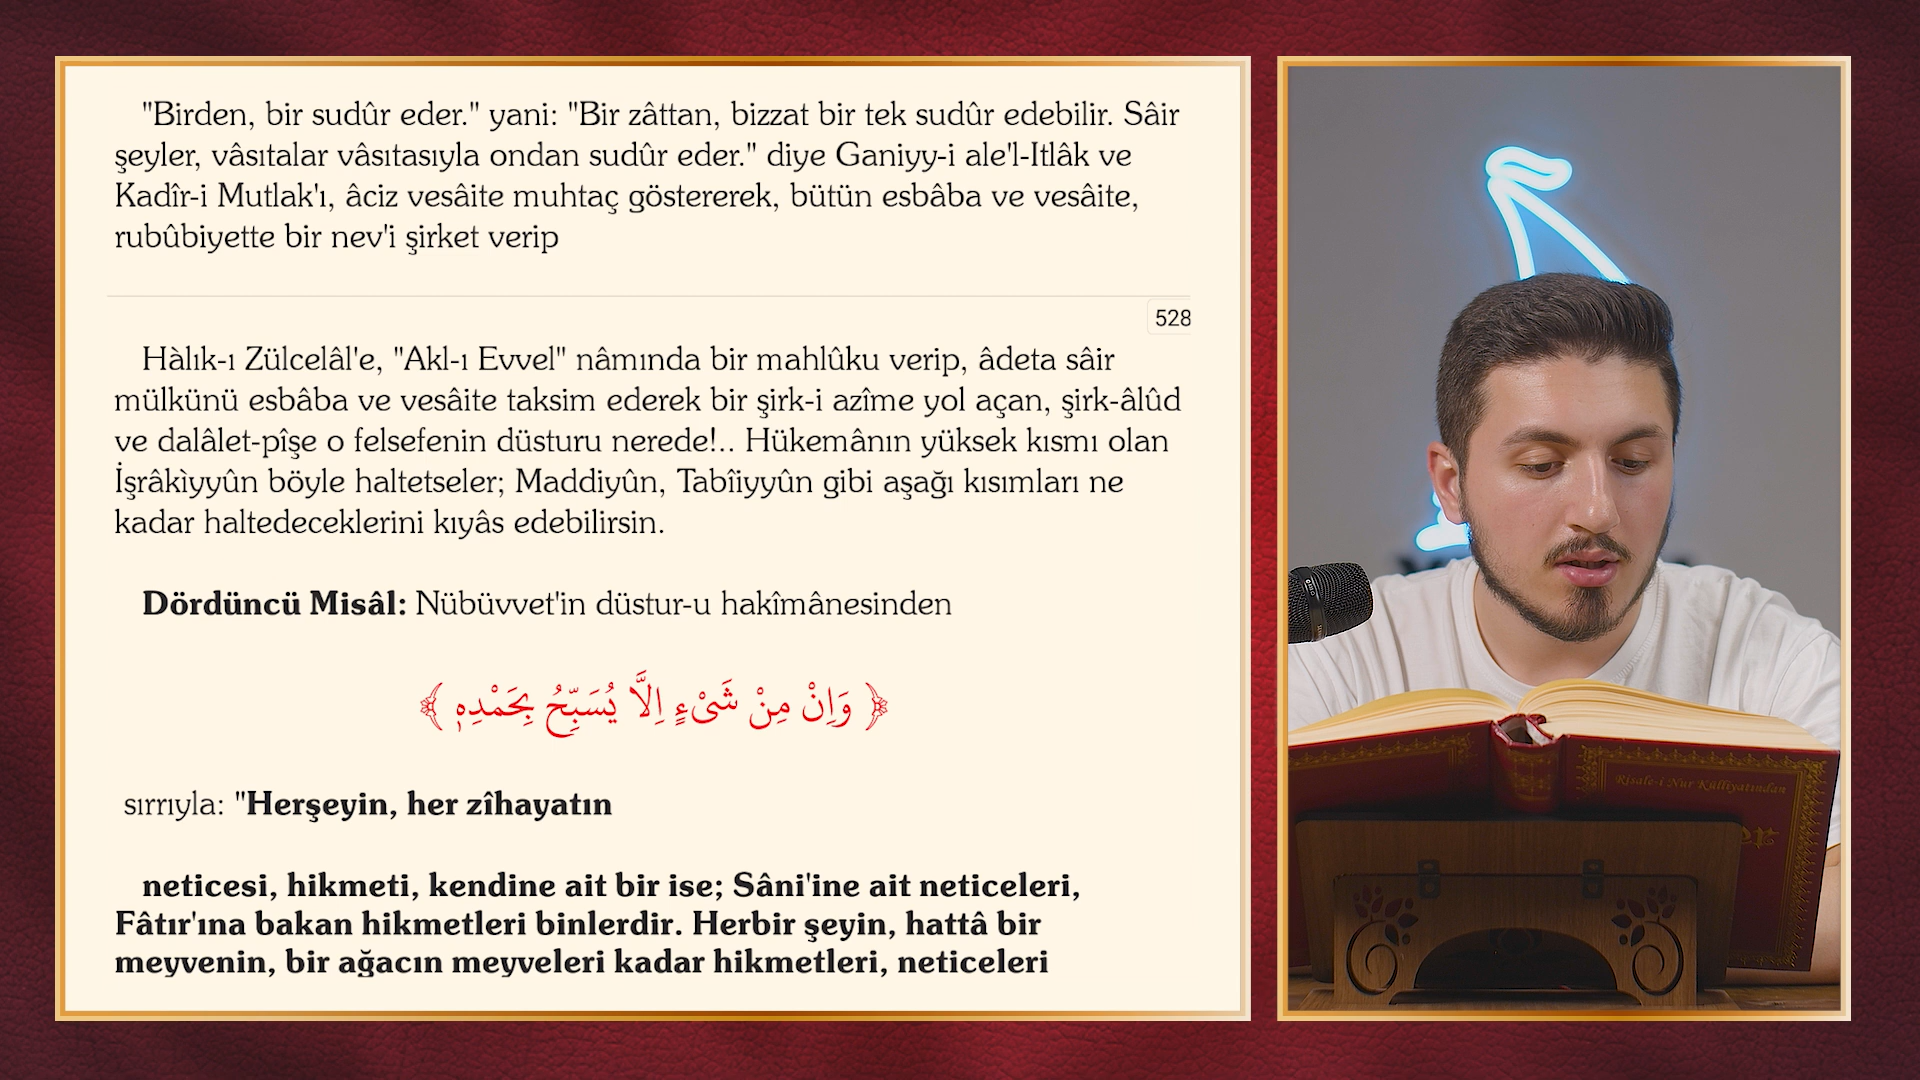 "Birden, bir sudûr eder." yani: "Bir zâttan, bizzat bir tek sudûr edebilir. Sâir
şeyler, vâsıtalar vâsıtasıyla ondan sudûr eder." diye Ganiyy-i ale'l-Itlâk ve
Kadîr-i Mutlak'ı, âciz vesâite muhtaç göstererek, bütün esbâba ve vesâite,
rubûbiyette bir nev'i şirket verip
528
Hàlık-ı Zülcelâl'e, "Akl-ı Evvel" nâmında bir mahlûku verip, âdeta sâir
mülkünü esbâba ve vesâite taksim ederek bir şirk-i azîme yol açan, şirk-âlûd
ve dalâlet-pîşe o felsefenin düsturu nerede!.. Hükemânın yüksek kısmı olan
İşrâkìyyûn böyle haltetseler; Maddiyûn, Tabîiyyûn gibi aşağı kısımları ne
kadar haltedeceklerini kıyâs edebilirsin.
Dördüncü Misâl: Nübüvvet'in düstur-u hakîmânesinden
﴿ وَاِنْ مِنْ شَىْءٍ اِلَّا يُسَبِّحُ بِحَمْدِهٖ ﴾
sırrıyla: "Herşeyin, her zîhayatın
neticesi, hikmeti, kendine ait bir ise; Sâni'ine ait neticeleri,
Fâtır'ına bakan hikmetleri binlerdir. Herbir şeyin, hattâ bir
meyvenin, bir ağacın meyveleri kadar hikmetleri, neticeleri
Risale-i Nur Külliyatından